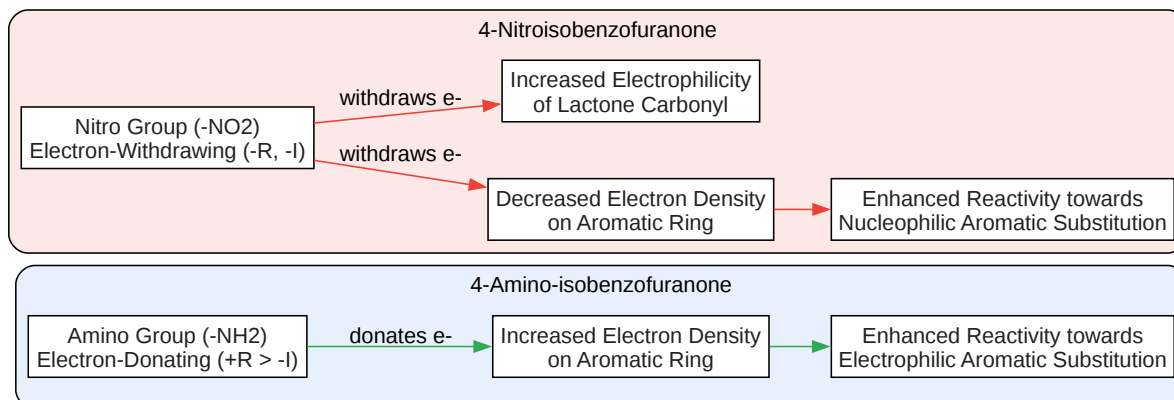 4-Nitroisobenzofuranone
Nitro Group (-NO2)
Electron-Withdrawing (-R, -I)
withdraws e-
Increased Electrophilicity
of Lactone Carbonyl
withdraws e-
Decreased Electron Density
on Aromatic Ring
Enhanced Reactivity towards
Nucleophilic Aromatic Substitution
4-Amino-isobenzofuranone
Amino Group (-NH2)
Electron-Donating (+R > -I)
donates e-
Increased Electron Density
on Aromatic Ring
Enhanced Reactivity towards
Electrophilic Aromatic Substitution